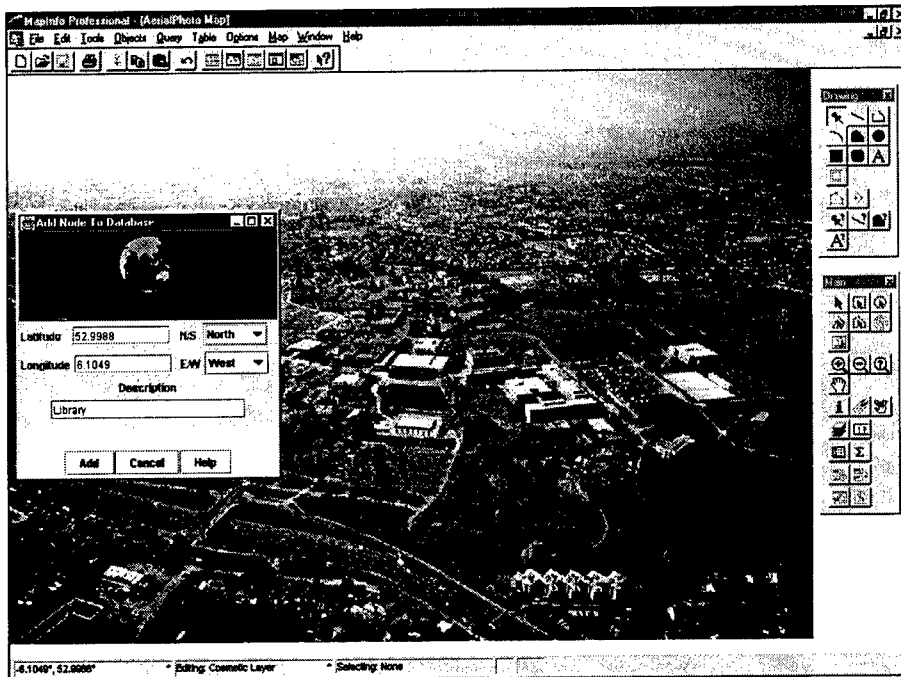 MapInfo Professional - [AerialPhoto Map]
File Edit Tools Objects Query Table Options Map Window Help
Drawing
Add Node To Database
Latitude 52.9988 N/S North
Longitude 6.1049 E/W West
Description
Library
Add Cancel Help
-6.1049°, 52.9988° Editing: Cosmetic Layer Selecting: None